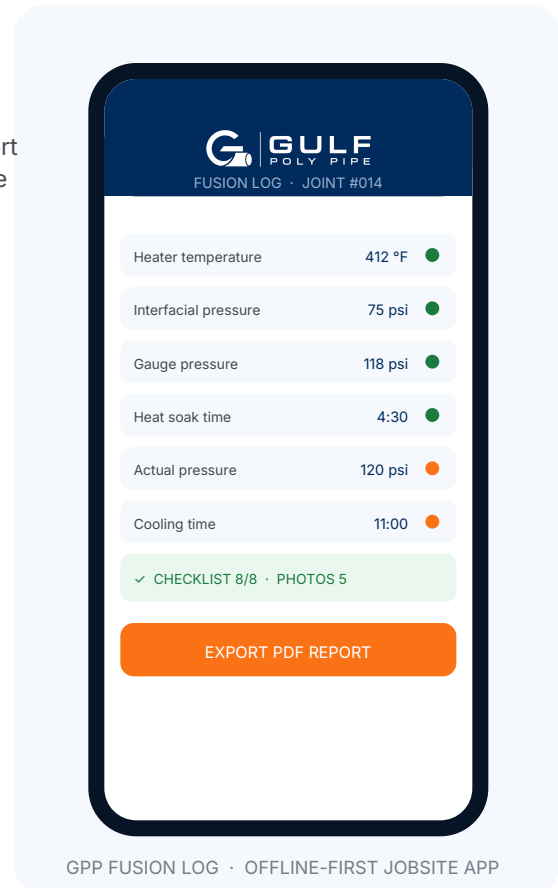 rt
e
GULF
POLY PIPE
FUSION LOG · JOINT #014
Heater temperature 412 °F
Interfacial pressure 75 psi
Gauge pressure 118 psi
Heat soak time 4:30
Actual pressure 120 psi
Cooling time 11:00
✓ CHECKLIST 8/8 · PHOTOS 5
EXPORT PDF REPORT
GPP FUSION LOG · OFFLINE-FIRST JOBSITE APP